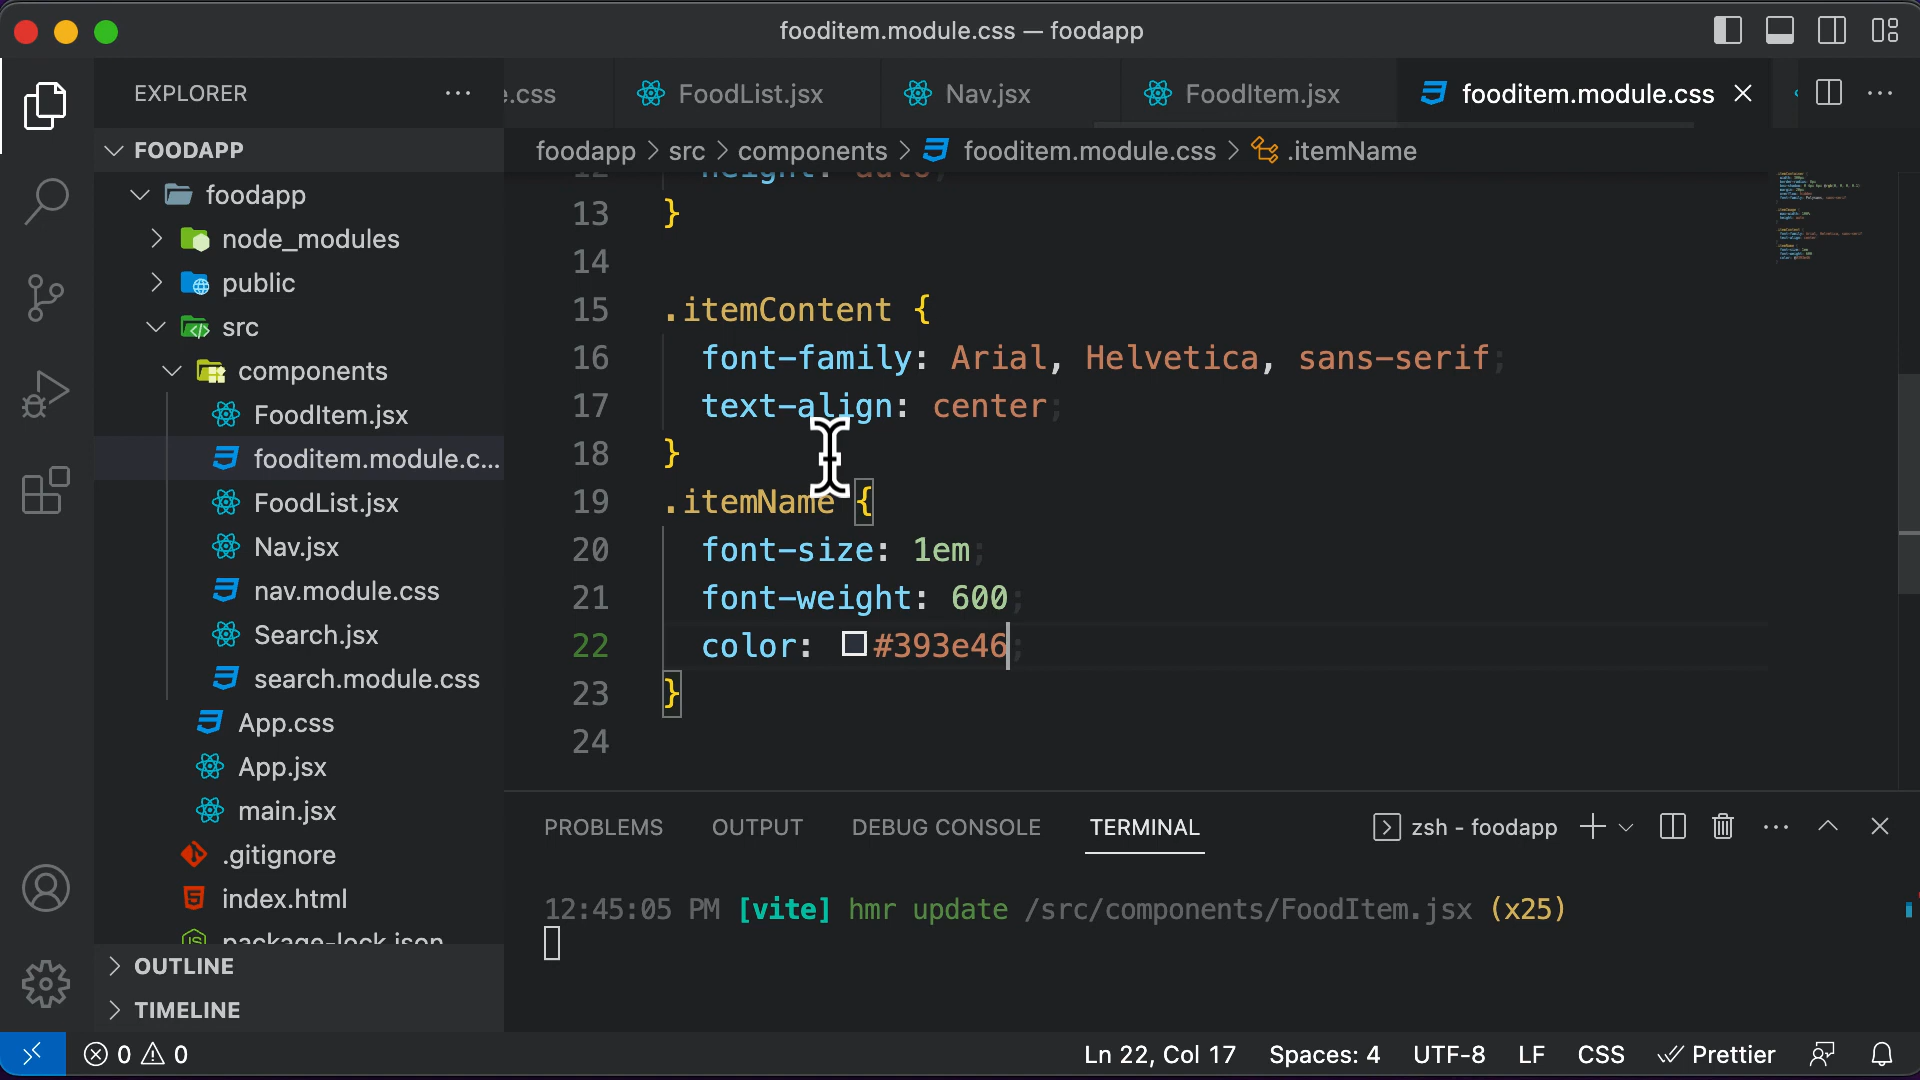 fooditem.module.css — foodapp
EXPLORER
e.css
FoodList.jsx
Nav.jsx
FoodItem.jsx
fooditem.module.css
FOODAPP
foodapp > src > components > fooditem.module.css > .itemName
foodapp
node_modules
public
src
components
FoodItem.jsx
fooditem.module.c...
FoodList.jsx
Nav.jsx
nav.module.css
Search.jsx
search.module.css
App.css
App.jsx
main.jsx
.gitignore
index.html
package-lock.json
OUTLINE
TIMELINE
12 height: auto;
13 }
14
15 .itemContent {
16 font-family: Arial, Helvetica, sans-serif;
17 text-align: center;
18 }
19 .itemName {
20 font-size: 1em;
21 font-weight: 600;
22 color: #393e46;
23 }
24
PROBLEMS
OUTPUT
DEBUG CONSOLE
TERMINAL
zsh - foodapp
12:45:05 PM [vite] hmr update /src/components/FoodItem.jsx (x25)
0
0
Ln 22, Col 17
Spaces: 4
UTF-8
LF
CSS
Prettier